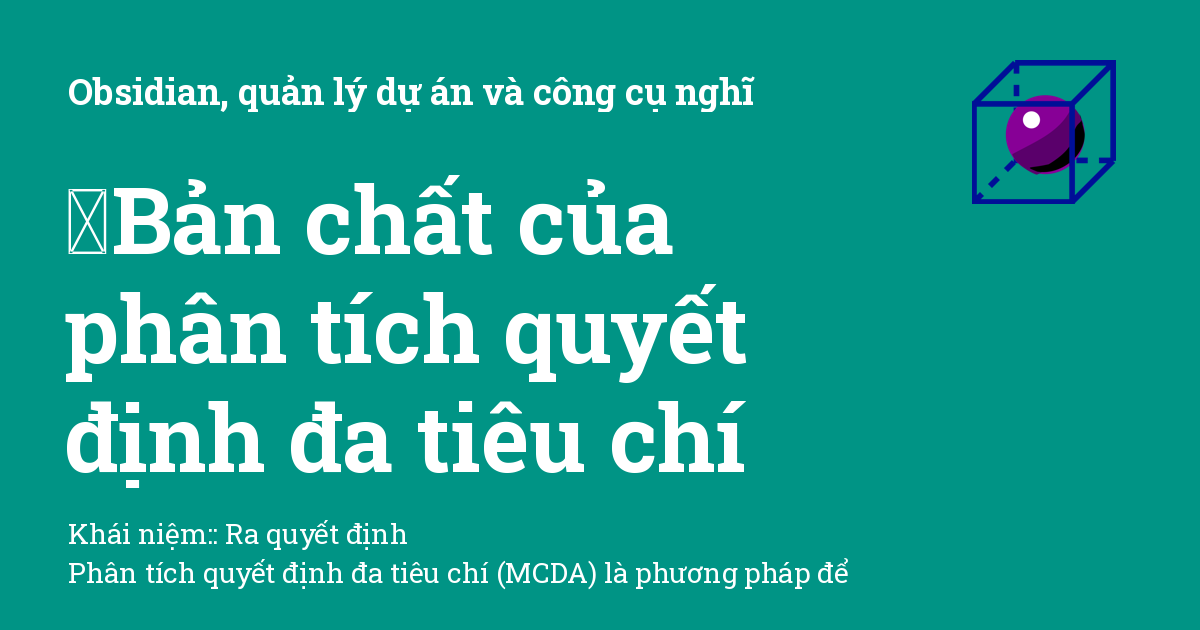 Obsidian, quản lý dự án và công cụ nghĩ
Bản chất của
phân tích quyết
định đa tiêu chí
Khái niệm:: Ra quyết định
Phân tích quyết định đa tiêu chí (MCDA) là phương pháp để